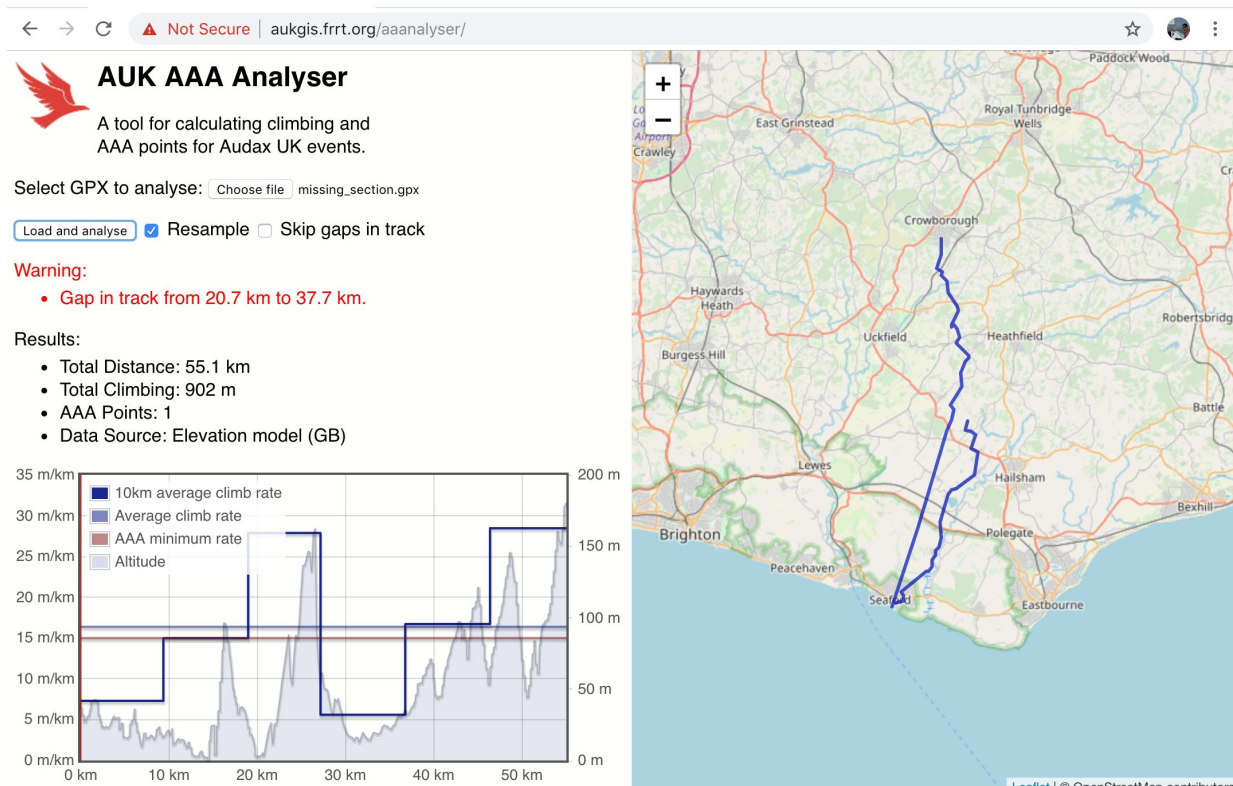 Not Secure
aukgis.frrt.org/aaanalyser/
AUK AAA Analyser
A tool for calculating climbing and
AAA points for Audax UK events.
Select GPX to analyse: Choose file missing_section.gpx
Load and analyse Resample Skip gaps in track
Warning:
• Gap in track from 20.7 km to 37.7 km.
Results:
• Total Distance: 55.1 km
• Total Climbing: 902 m
• AAA Points: 1
• Data Source: Elevation model (GB)
35 m/km
30 m/km
25 m/km
20 m/km
15 m/km
10 m/km
5 m/km
0 m/km
10km average climb rate
Average climb rate
AAA minimum rate
Altitude
200 m
150 m
100 m
50 m
0 m
0 km
10 km
20 km
30 km
40 km
50 km
+
−
Paddock Wood
Royal Tunbridge
Wells
East Grinstead
Airport
Crawley
Crowborough
Haywards
Heath
Robertsbridg
Uckfield
Heathfield
Burgess Hill
Battle
Lewes
Hailsham
Bexhill
Brighton
Polegate
Peacehaven
Seaford
Eastbourne
Leaflet | © OpenStreetMap contributors